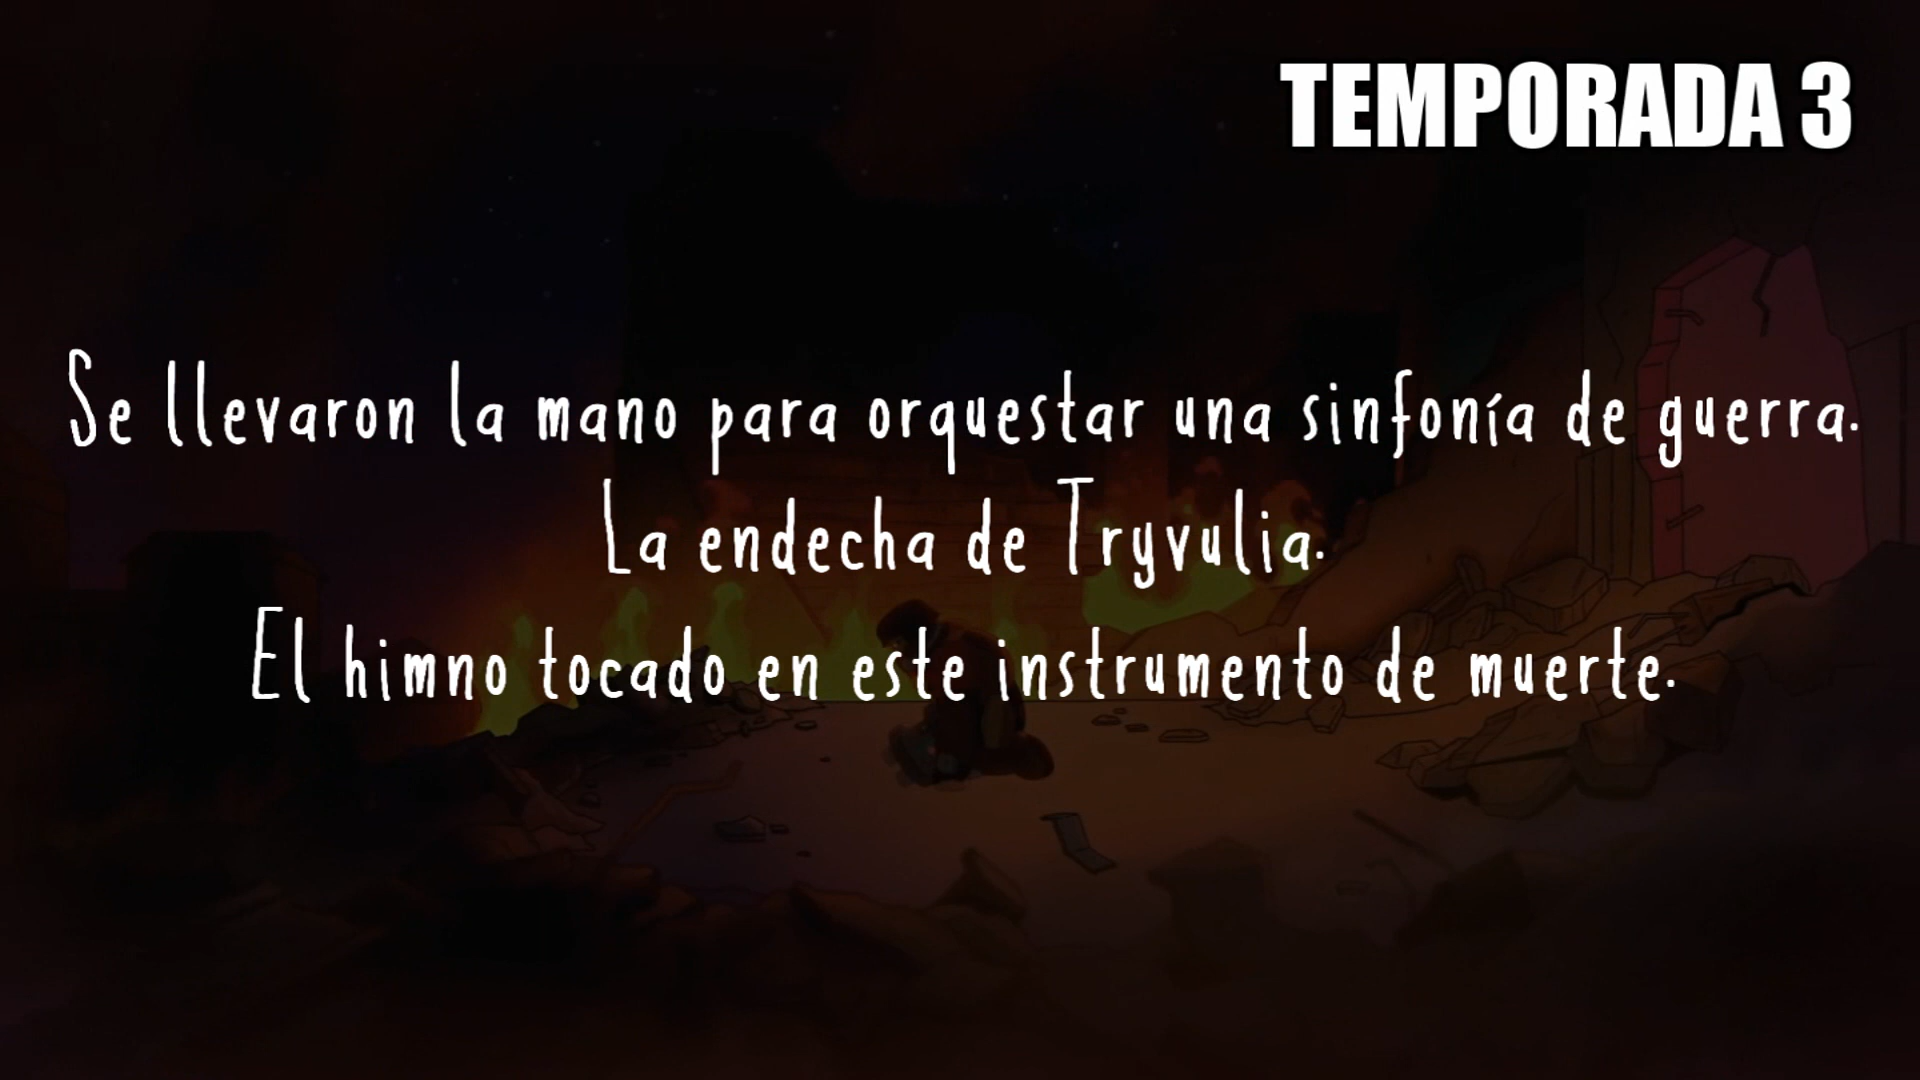 TEMPORADA 3
Se llevaron la mano para orquestar una sinfonía de guerra.
La endecha de Tryvulia.
El himno tocado en este instrumento de muerte.